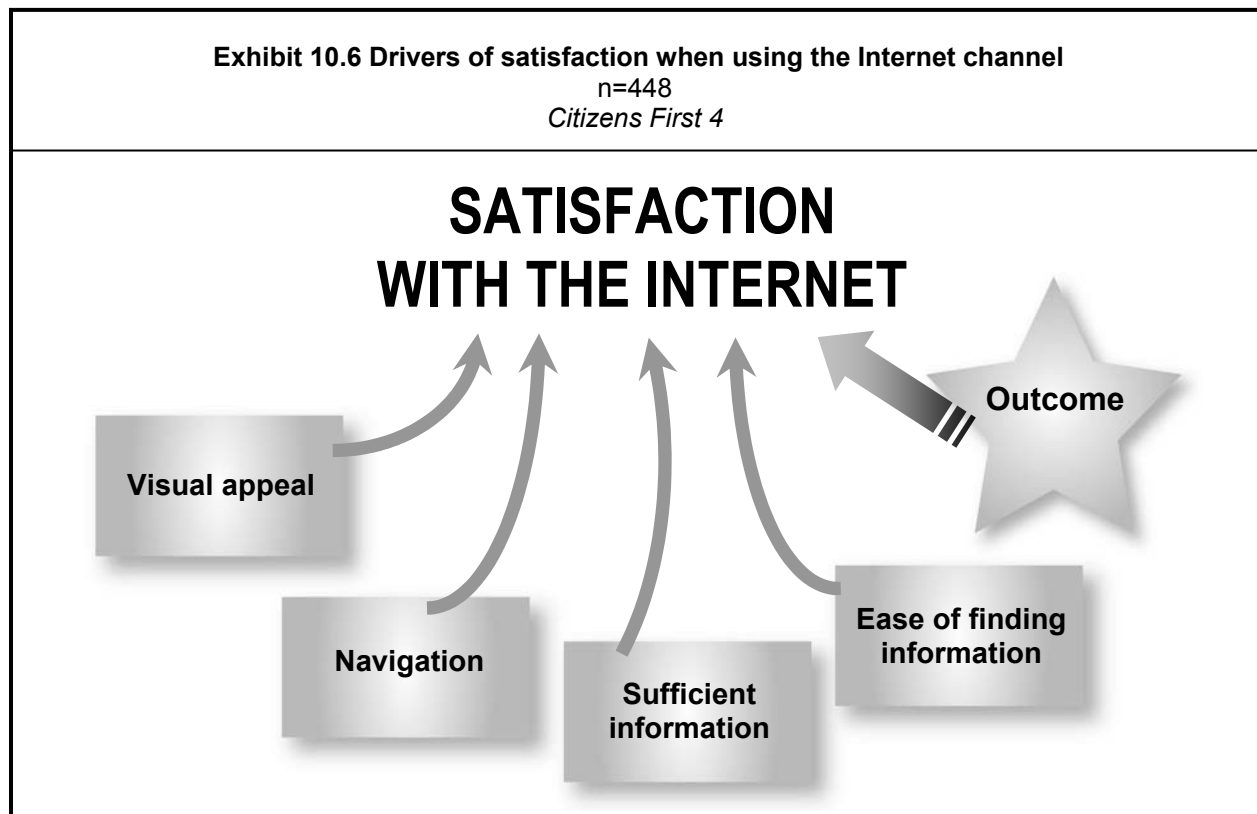 Exhibit 10.6 Drivers of satisfaction when using the Internet channel
n=448
Citizens First 4
SATISFACTION
WITH THE INTERNET
Outcome
Visual appeal
Navigation
Sufficient
information
Ease of finding
information